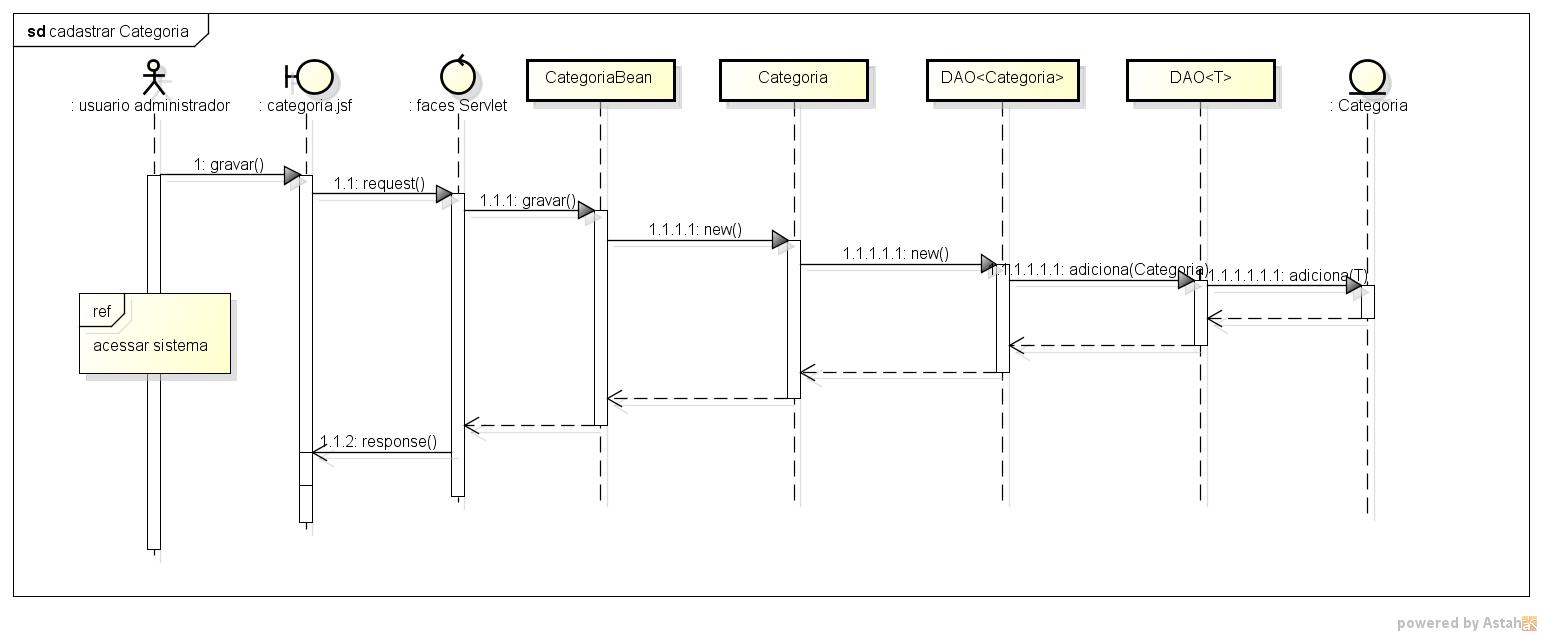 sd cadastrar Categoria
: usuario administrador
: categoria.jsf
: faces Servlet
CategoriaBean
Categoria
DAO<Categoria>
DAO<T>
: Categoria
1: gravar()
1.1: request()
1.1.1: gravar()
1.1.1.1: new()
1.1.1.1.1: new()
1.1.1.1.1.1: adiciona(Categoria)
1.1.1.1.1.1.1: adiciona(T)
ref
acessar sistema
1.1.2: response()
powered by Astah